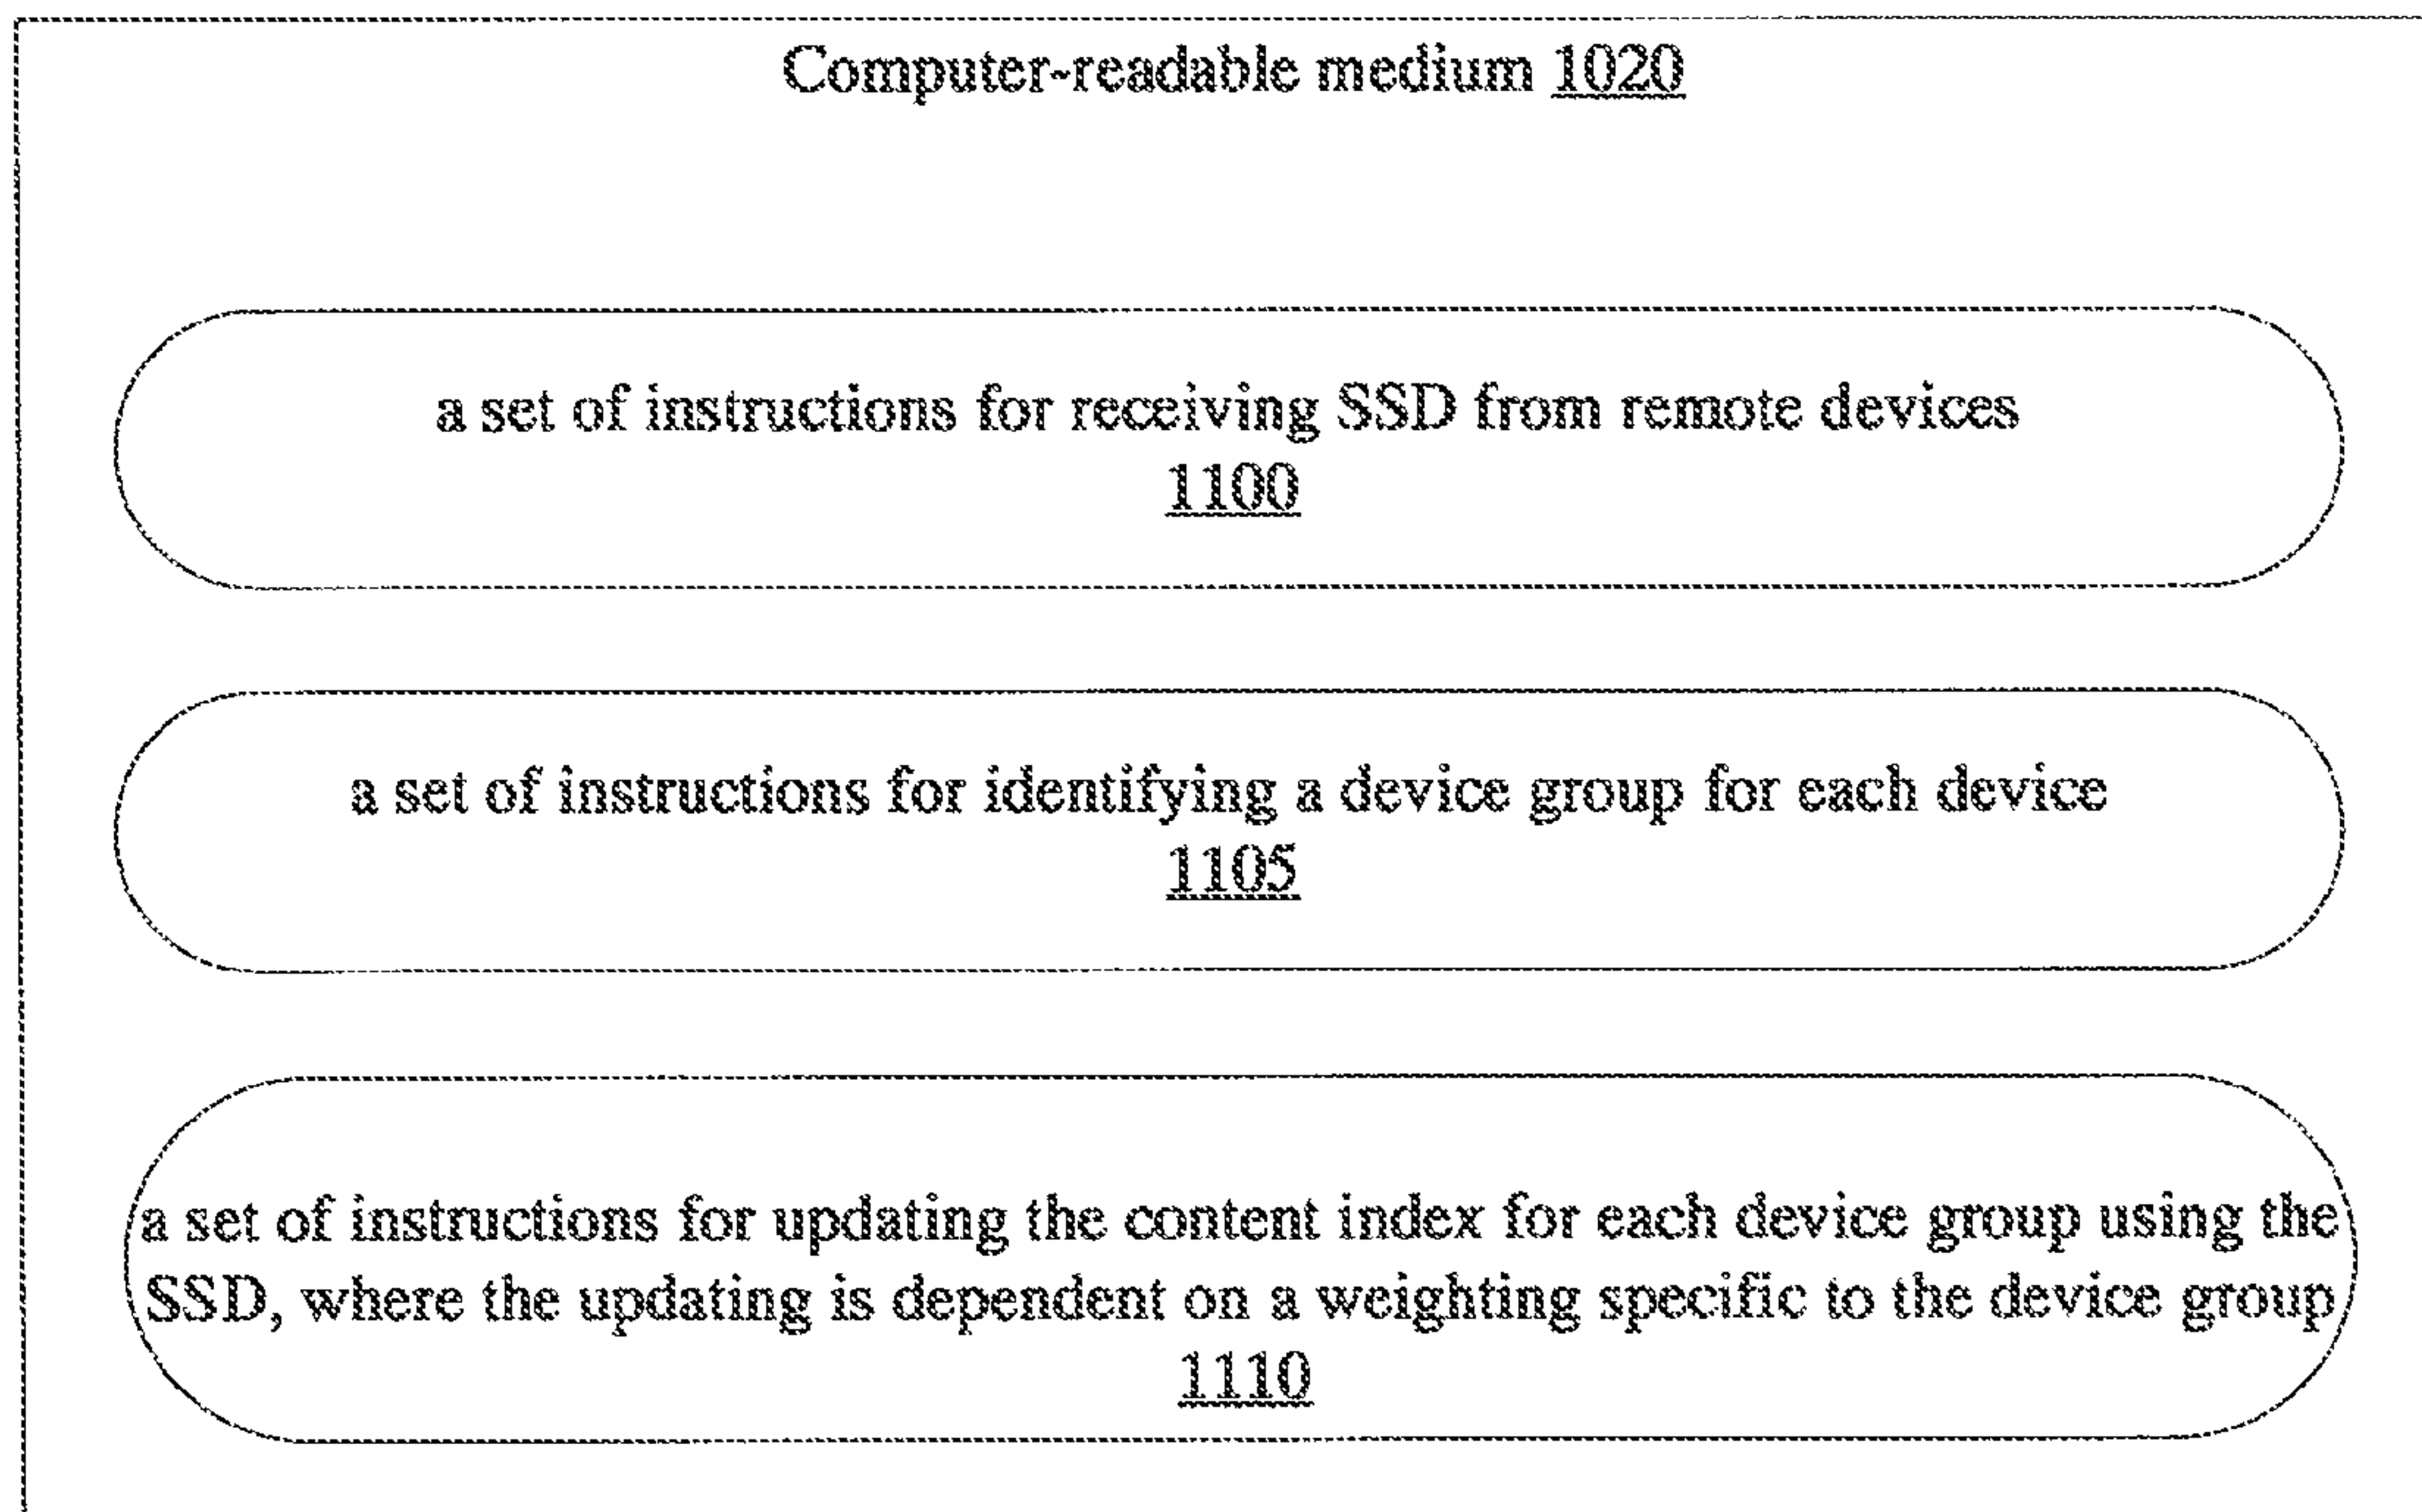 Computer-readable medium 1020
a set of instructions for receiving SSD from remote devices
1100
a set of instructions for identifying a device group for each device
1105
a set of instructions for updating the content index for each device group using the
SSD, where the updating is dependent on a weighting specific to the device group
1110